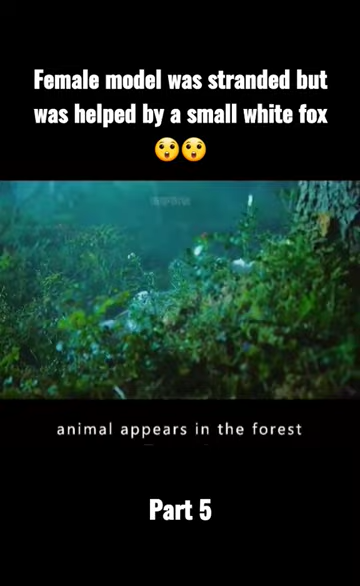 Female model was stranded but
was helped by a small white fox
😲😲
animal appears in the forest
Part 5